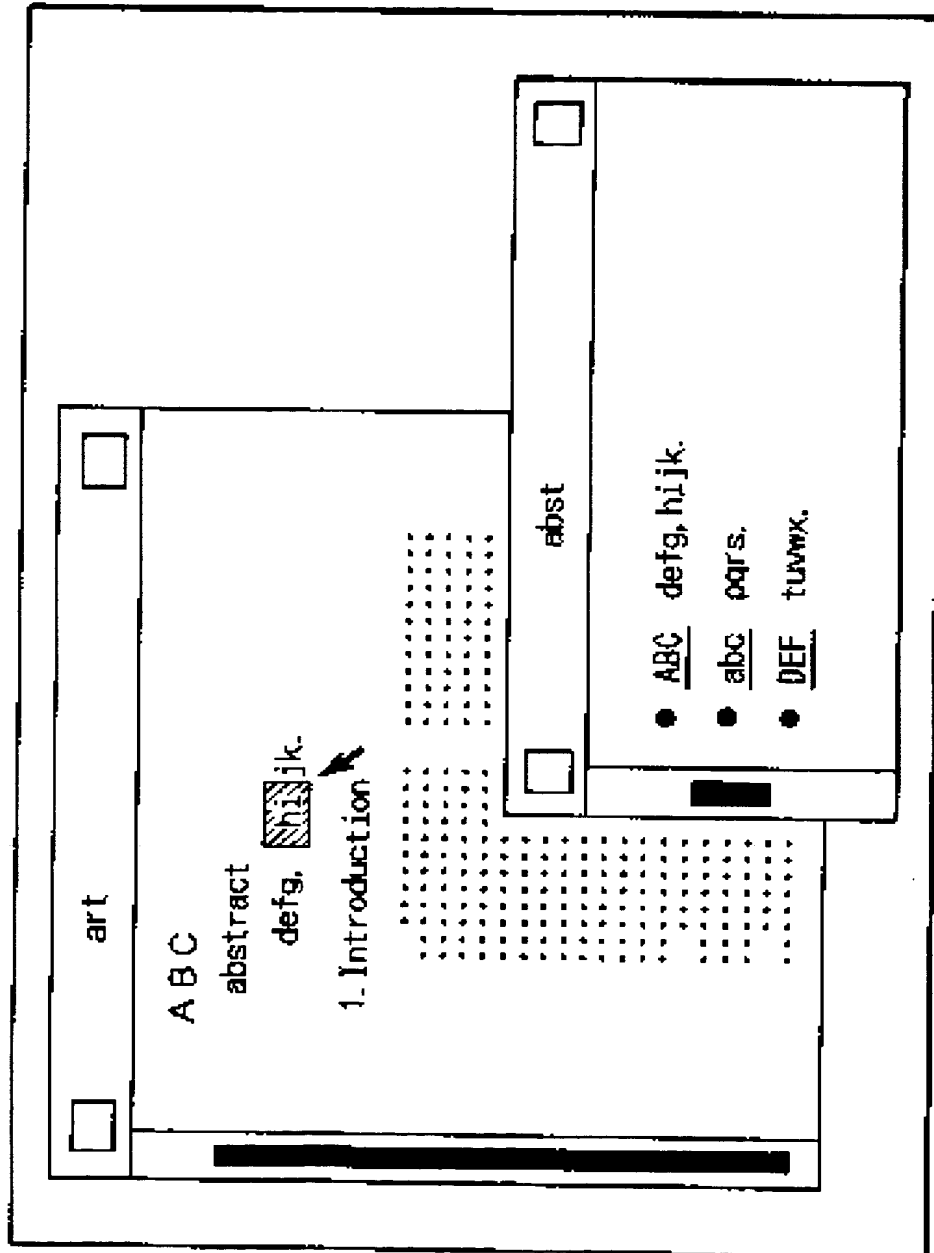 art
A B C
abstract
defg, hijk.
1. Introduction
abst
• ABC defg, hijk.
• abc pqrs.
• DEF tuvwx.